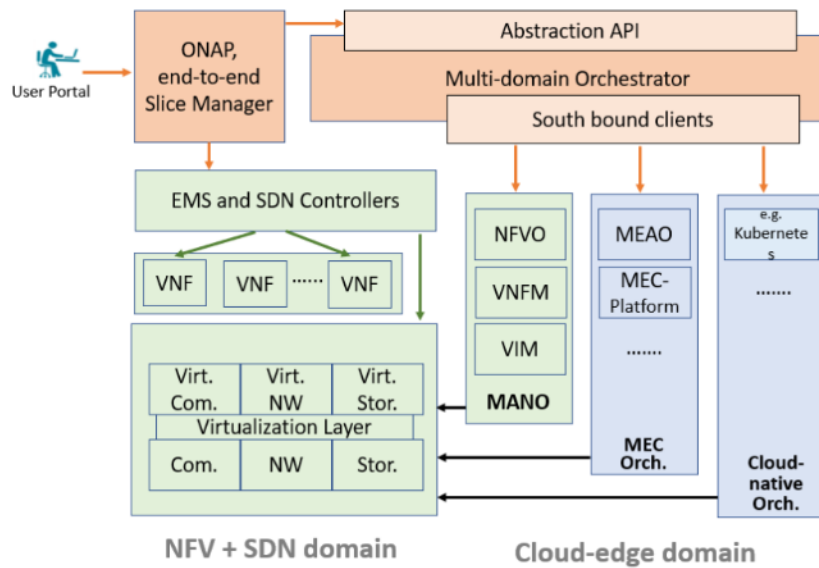 User Portal
ONAP,
end-to-end
Slice Manager
Abstraction API
Multi-domain Orchestrator
South bound clients
EMS and SDN Controllers
VNF
VNF
......
VNF
Virt.
Com.
Virt.
NW
Virt.
Stor.
Virtualization Layer
Com.
NW
Stor.
NFVO
VNFM
VIM
MANO
MEAO
MEC-
Platform
.......
MEC
Orch.
e.g.
Kubernete
s
.......
Cloud-
native
Orch.
NFV + SDN domain
Cloud-edge domain